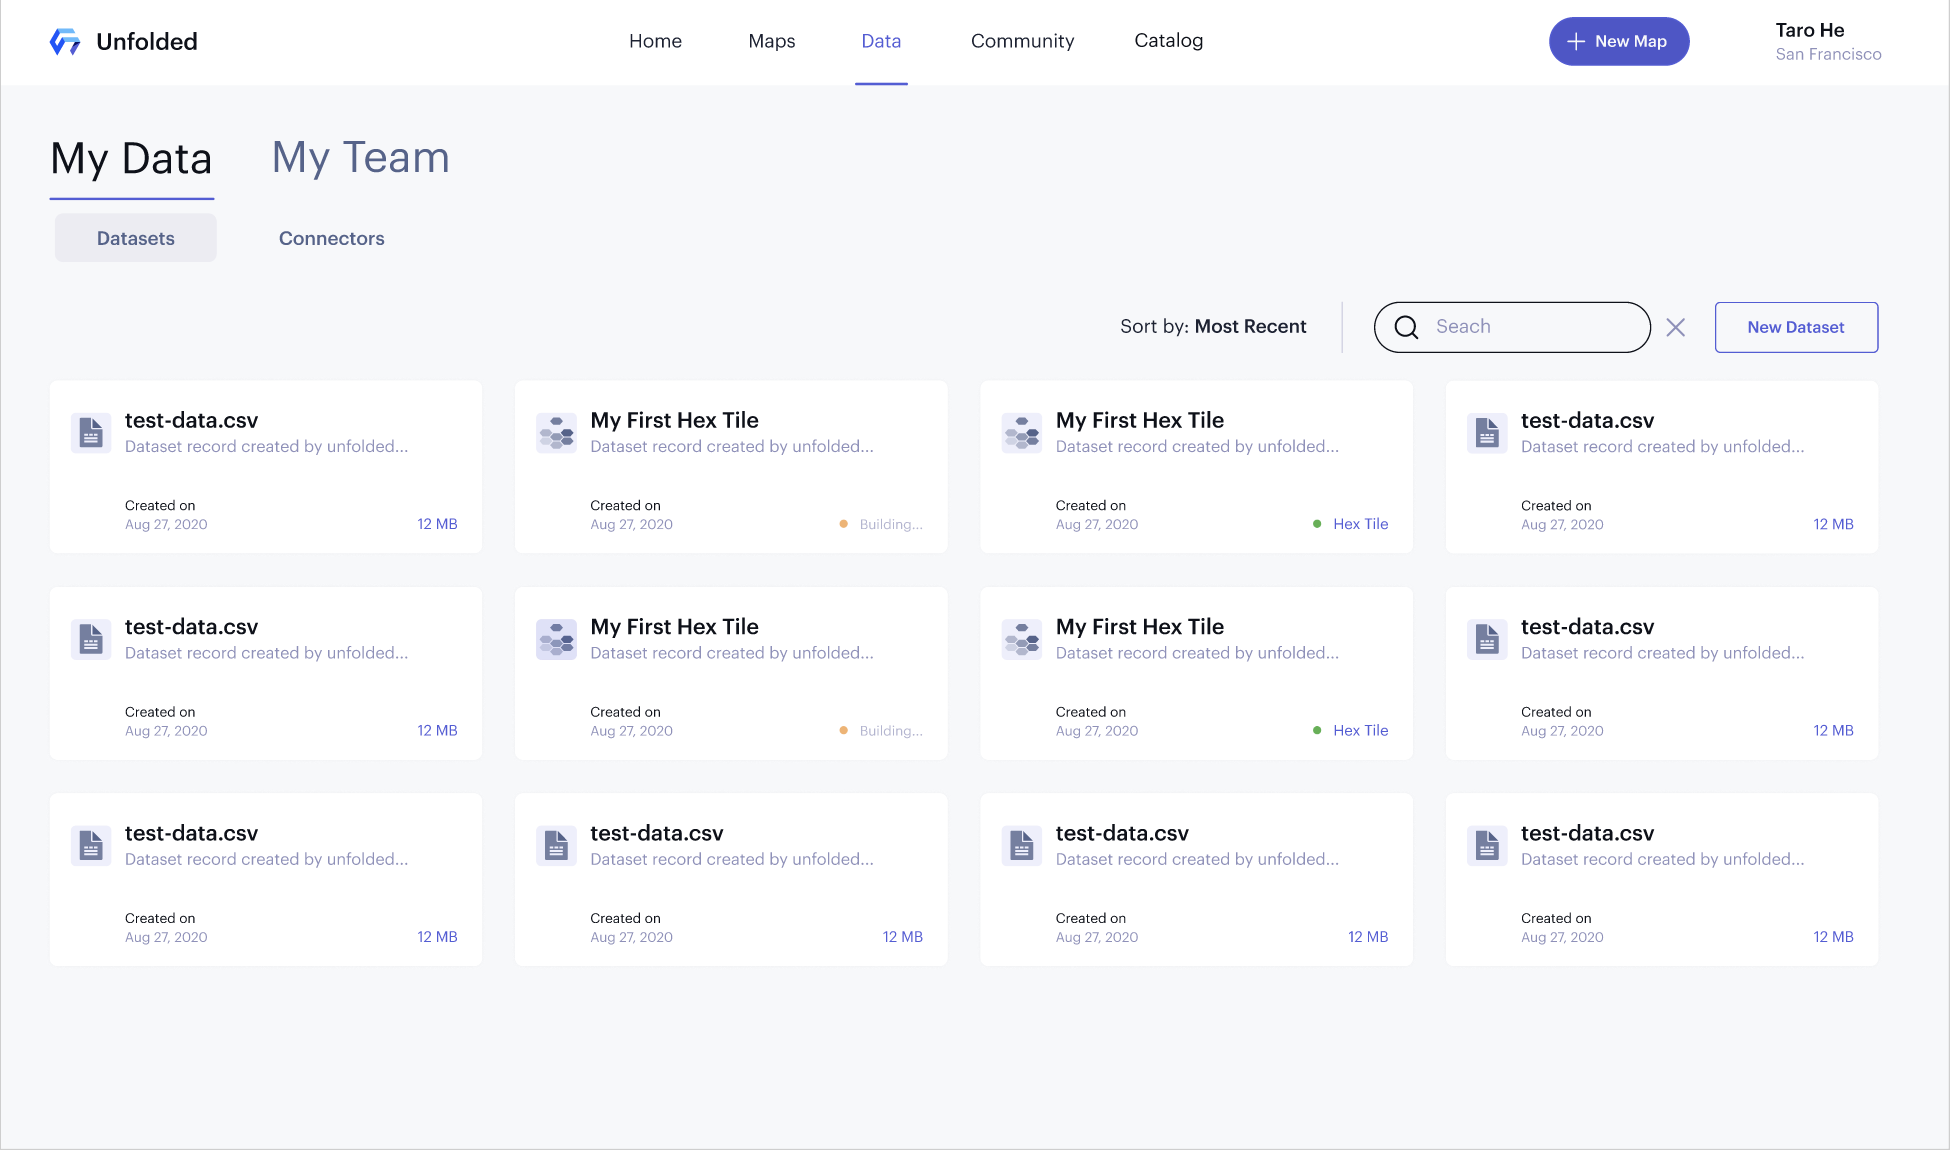 Unfolded
Home
Maps
Data
Community
Catalog
New Map
Taro He
San Francisco
My Data
My Team
Datasets
Connectors
Sort by: Most Recent
Seach
New Dataset
test-data.csv
Dataset record created by unfolded...
Created on
Aug 27, 2020
12 MB
My First Hex Tile
Dataset record created by unfolded...
Created on
Aug 27, 2020
Building...
My First Hex Tile
Dataset record created by unfolded...
Created on
Aug 27, 2020
Hex Tile
test-data.csv
Dataset record created by unfolded...
Created on
Aug 27, 2020
12 MB
test-data.csv
Dataset record created by unfolded...
Created on
Aug 27, 2020
12 MB
My First Hex Tile
Dataset record created by unfolded...
Created on
Aug 27, 2020
Building...
My First Hex Tile
Dataset record created by unfolded...
Created on
Aug 27, 2020
Hex Tile
test-data.csv
Dataset record created by unfolded...
Created on
Aug 27, 2020
12 MB
test-data.csv
Dataset record created by unfolded...
Created on
Aug 27, 2020
12 MB
test-data.csv
Dataset record created by unfolded...
Created on
Aug 27, 2020
12 MB
test-data.csv
Dataset record created by unfolded...
Created on
Aug 27, 2020
12 MB
test-data.csv
Dataset record created by unfolded...
Created on
Aug 27, 2020
12 MB